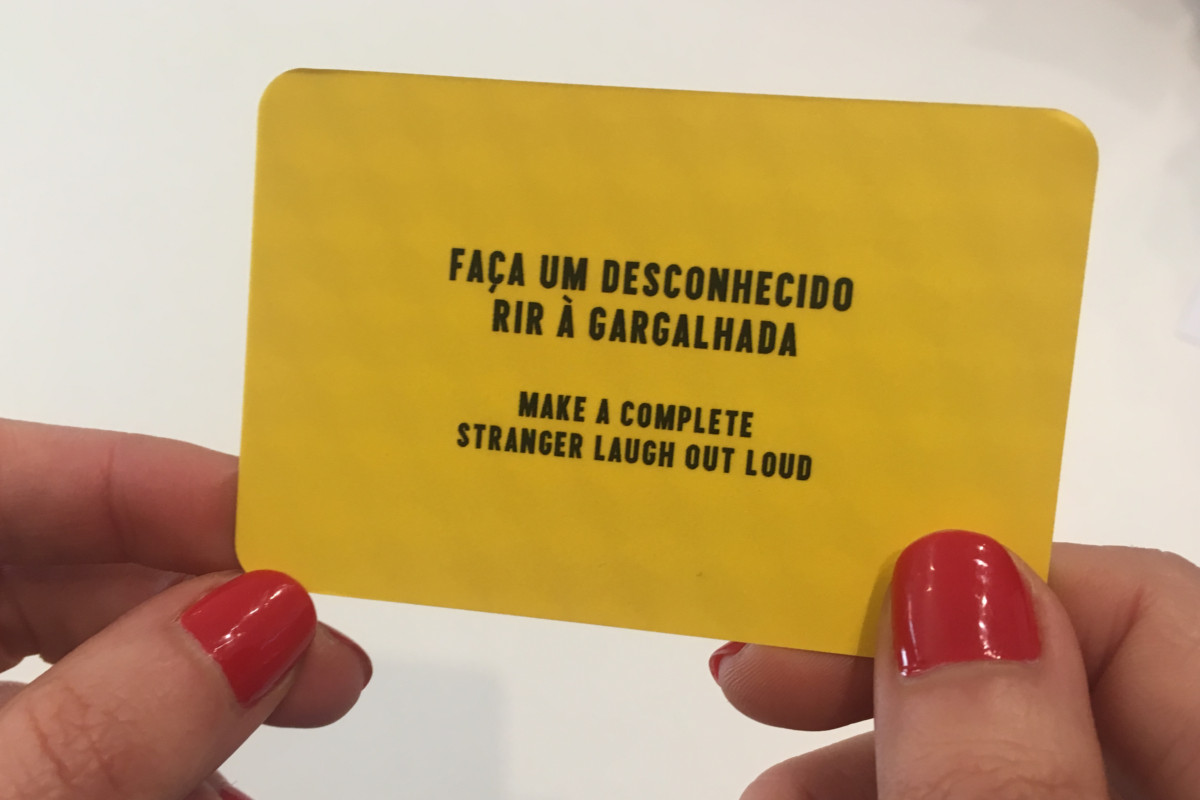 FAÇA UM DESCONHECIDO
RIR À GARGALHADA
MAKE A COMPLETE
STRANGER LAUGH OUT LOUD